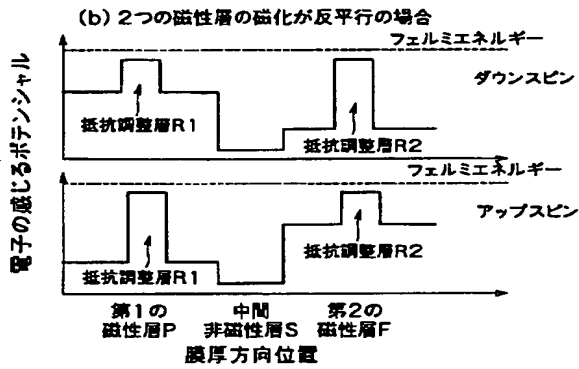 (b) 2つの磁性層の磁化が反平行の場合
電子の感じるポテンシャル
フェルミエネルギー
ダウンスピン
抵抗調整層R1
抵抗調整層R2
フェルミエネルギー
アップスピン
抵抗調整層R1
抵抗調整層R2
第1の
磁性層P
中間
非磁性層S
第2の
磁性層F
膜厚方向位置